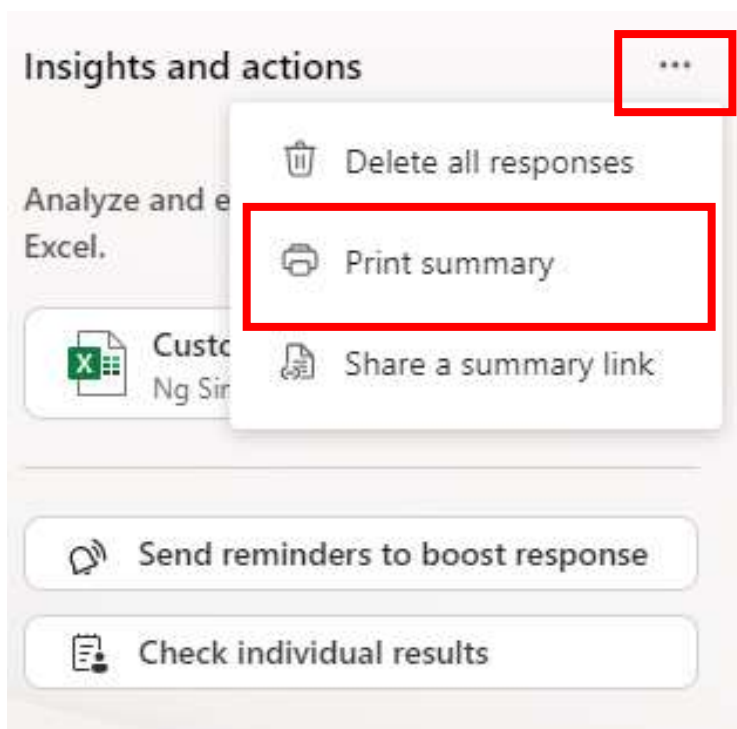 Insights and actions
Delete all responses
Analyze and e
Excel.
Print summary
Custo
Ng Sir
Share a summary link
Send reminders to boost response
Check individual results